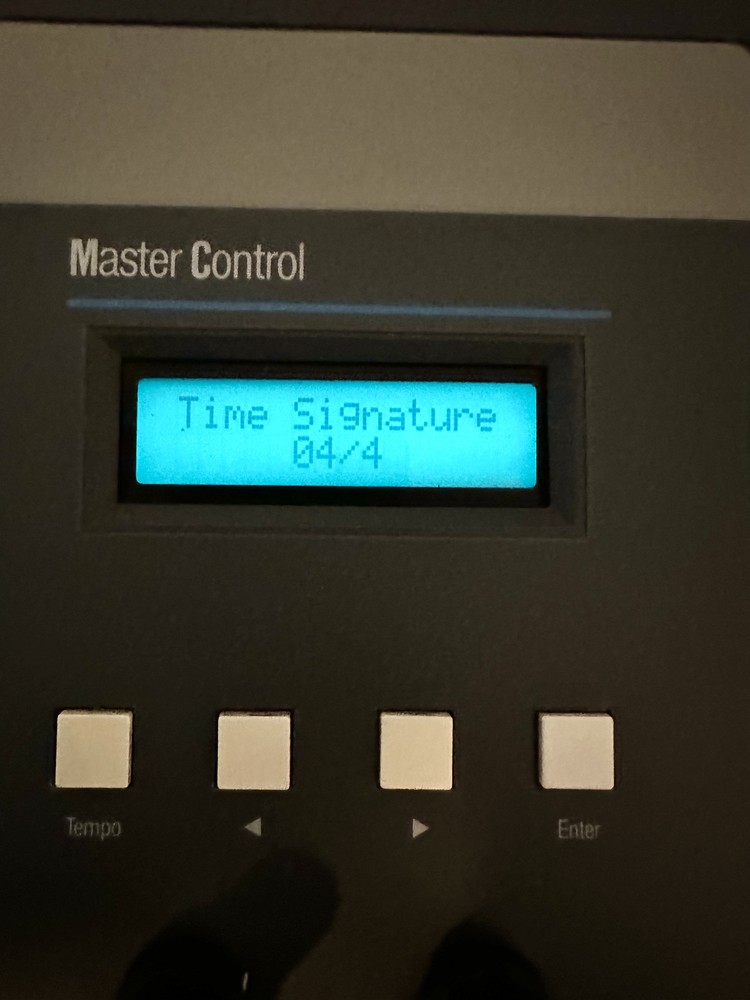 Master Control
Time Signature
04/4
Tempo
◀
▶
Enter